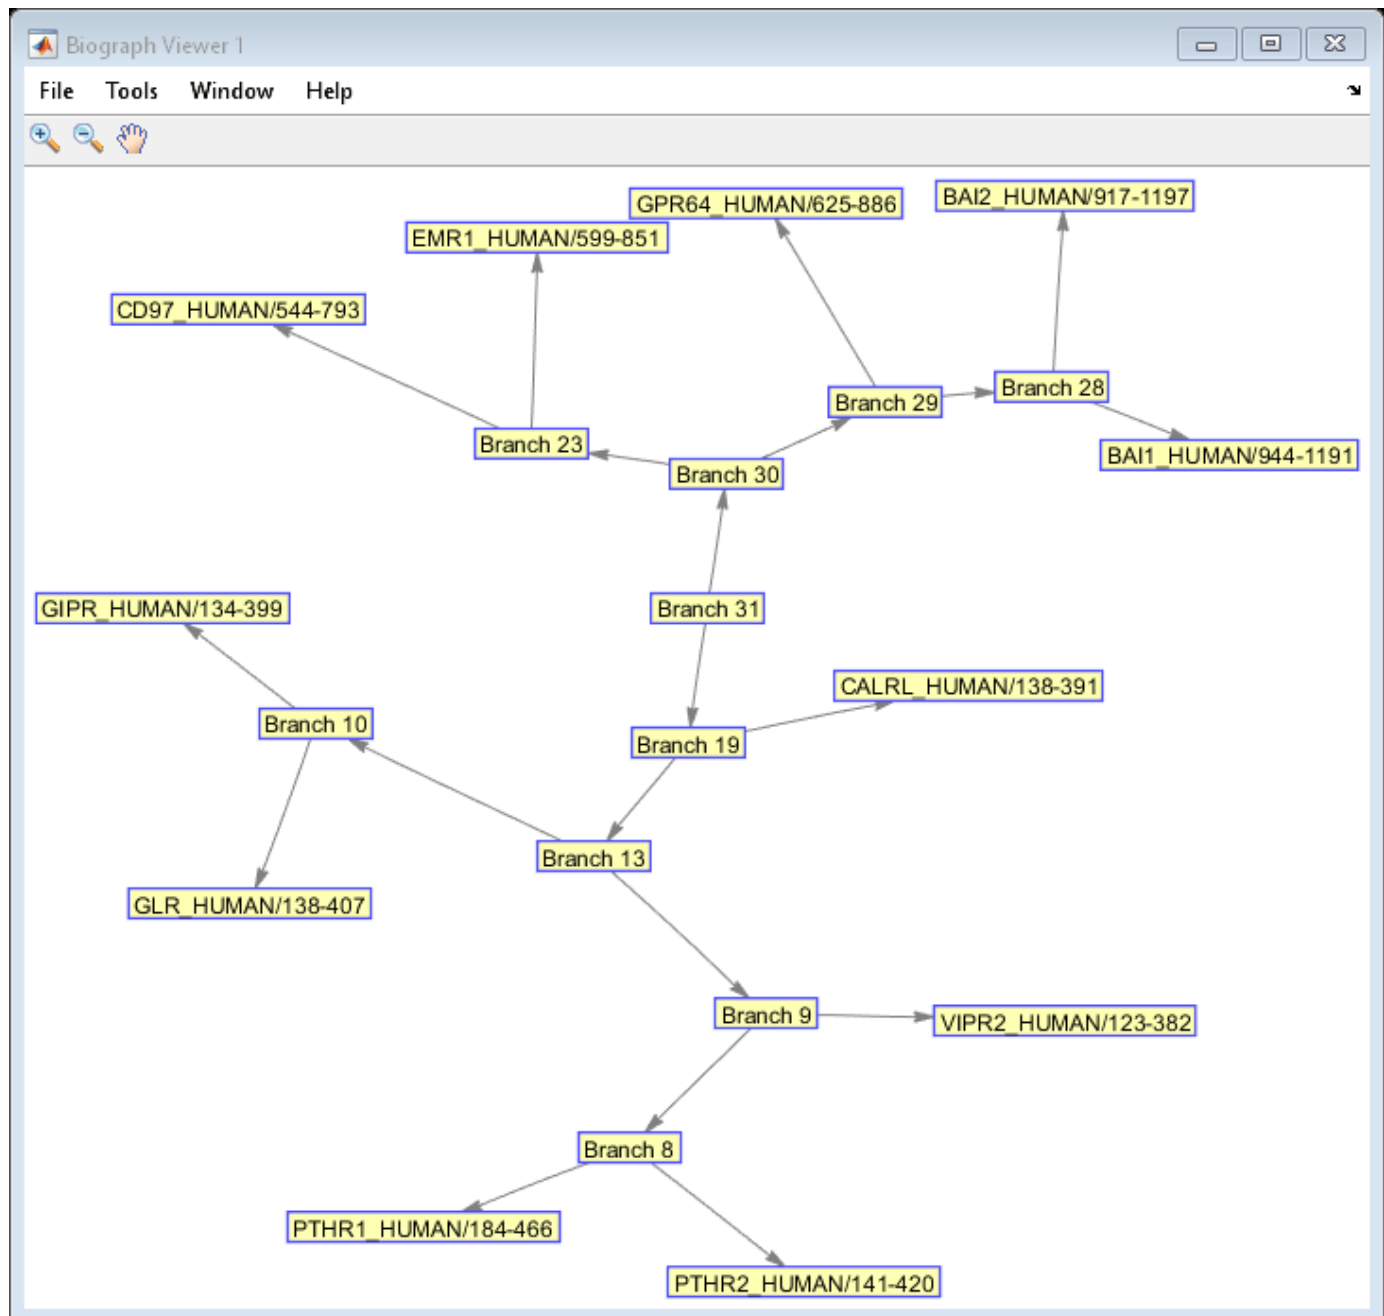 Biograph Viewer 1
File Tools Window Help
BAI2_HUMAN/917-1197
GPR64_HUMAN/625-886
EMR1_HUMAN/599-851
CD97_HUMAN/544-793
Branch 28
Branch 29
Branch 23
BAI1_HUMAN/944-1191
Branch 30
GIPR_HUMAN/134-399
Branch 31
CALRL_HUMAN/138-391
Branch 10
Branch 19
Branch 13
GLR_HUMAN/138-407
Branch 9
VIPR2_HUMAN/123-382
Branch 8
PTHR1_HUMAN/184-466
PTHR2_HUMAN/141-420